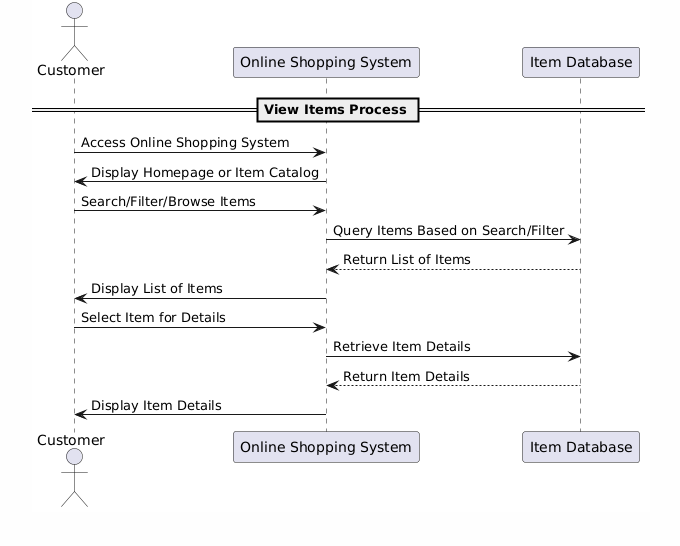 Customer
Online Shopping System
Item Database
View Items Process
Access Online Shopping System
Display Homepage or Item Catalog
Search/Filter/Browse Items
Query Items Based on Search/Filter
Return List of Items
Display List of Items
Select Item for Details
Retrieve Item Details
Return Item Details
Display Item Details
Customer
Online Shopping System
Item Database